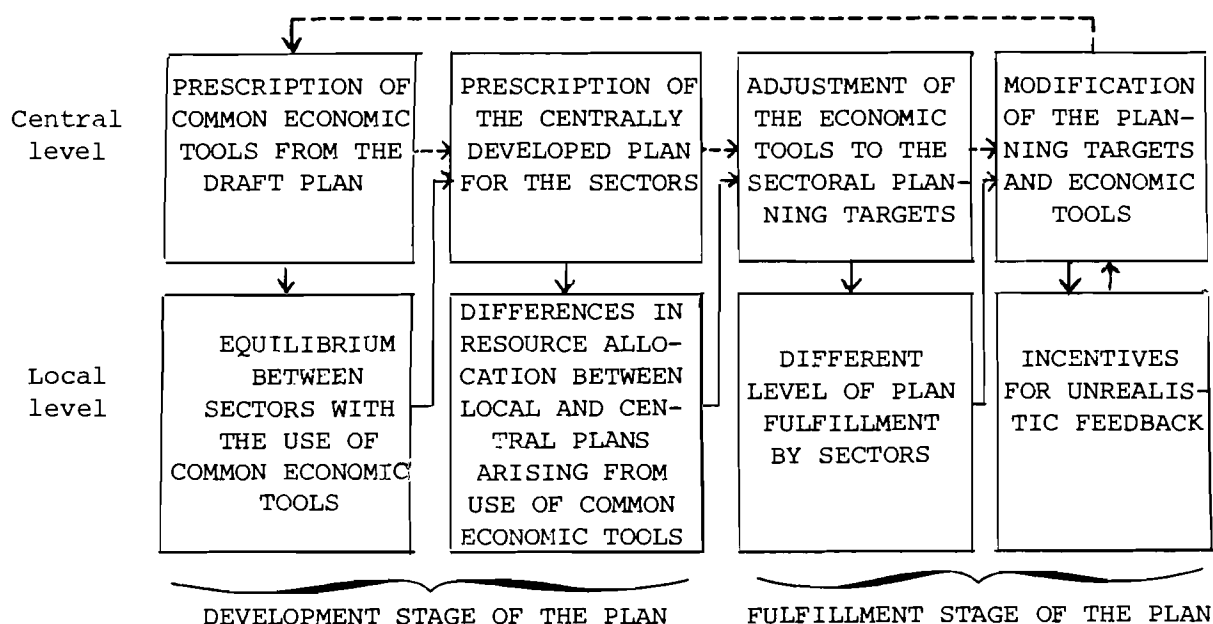 Central
level
PRESCRIPTION OF
COMMON ECONOMIC
TOOLS FROM THE
DRAFT PLAN
PRESCRIPTION OF
THE CENTRALLY
DEVELOPED PLAN
FOR THE SECTORS
ADJUSTMENT OF
THE ECONOMIC
TOOLS TO THE
SECTORAL PLAN-
NING TARGETS
MODIFICATION
OF THE PLAN-
NING TARGETS
AND ECONOMIC
TOOLS
Local
level
EQUILIBRIUM
BETWEEN
SECTORS WITH
THE USE OF
COMMON ECONOMIC
TOOLS
DIFFERENCES IN
RESOURCE ALLO-
CATION BETWEEN
LOCAL AND CEN-
TRAL PLANS
ARISING FROM
USE OF COMMON
ECONOMIC TOOLS
DIFFERENT
LEVEL OF PLAN
FULFILLMENT
BY SECTORS
INCENTIVES
FOR UNREALIS-
TIC FEEDBACK
DEVELOPMENT STAGE OF THE PLAN
FULFILLMENT STAGE OF THE PLAN